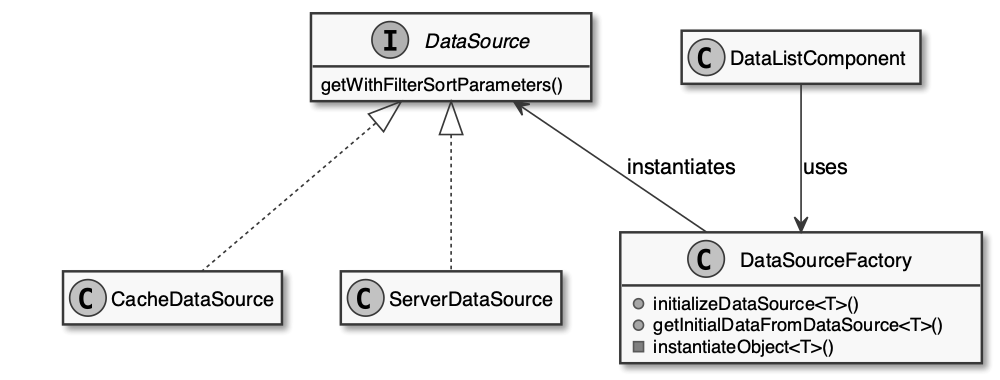 I DataSource
getWithFilterSortParameters()
C DataListComponent
instantiates
uses
C CacheDataSource
C ServerDataSource
C DataSourceFactory
initializeDataSource<T>()
getInitialDataFromDataSource<T>()
instantiateObject<T>()